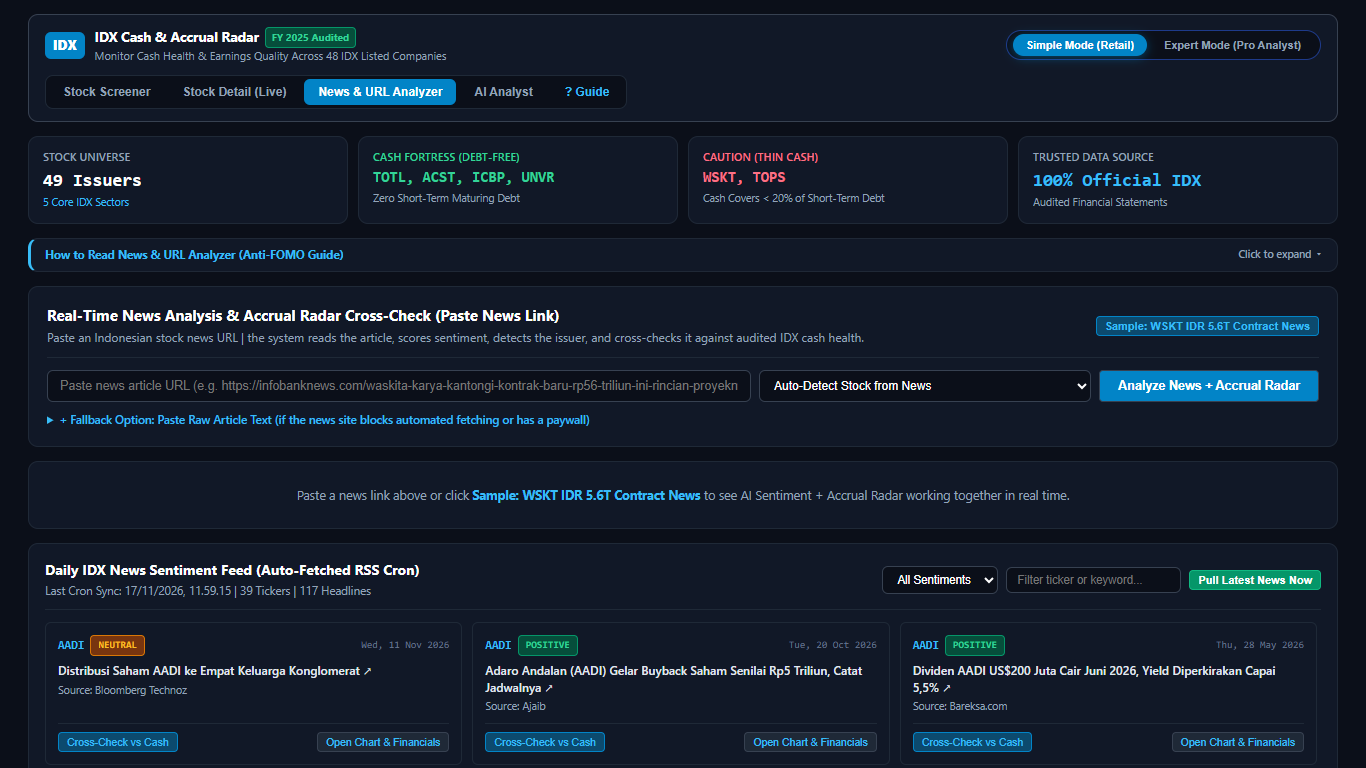 IDX
IDX Cash & Accrual Radar FY 2025 Audited
Monitor Cash Health & Earnings Quality Across 48 IDX Listed Companies
Simple Mode (Retail) Expert Mode (Pro Analyst)
Stock Screener Stock Detail (Live) News & URL Analyzer AI Analyst ? Guide
STOCK UNIVERSE
49 Issuers
5 Core IDX Sectors
CASH FORTRESS (DEBT-FREE)
TOTL, ACST, ICBP, UNVR
Zero Short-Term Maturing Debt
CAUTION (THIN CASH)
WSKT, TOPS
Cash Covers < 20% of Short-Term Debt
TRUSTED DATA SOURCE
100% Official IDX
Audited Financial Statements
How to Read News & URL Analyzer (Anti-FOMO Guide) Click to expand
Real-Time News Analysis & Accrual Radar Cross-Check (Paste News Link)
Paste an Indonesian stock news URL | the system reads the article, scores sentiment, detects the issuer, and cross-checks it against audited IDX cash health.
Sample: WSKT IDR 5.6T Contract News
Paste news article URL (e.g. https://infobanknews.com/waskita-karya-kantongi-kontrak-baru-rp56-triliun-ini-rincian-proyekn
Auto-Detect Stock from News
Analyze News + Accrual Radar
+ Fallback Option: Paste Raw Article Text (if the news site blocks automated fetching or has a paywall)
Paste a news link above or click Sample: WSKT IDR 5.6T Contract News to see AI Sentiment + Accrual Radar working together in real time.
Daily IDX News Sentiment Feed (Auto-Fetched RSS Cron)
Last Cron Sync: 17/11/2026, 11.59.15 | 39 Tickers | 117 Headlines
All Sentiments
Filter ticker or keyword...
Pull Latest News Now
AADI NEUTRAL Wed, 11 Nov 2026
Distribusi Saham AADI ke Empat Keluarga Konglomerat ↗
Source: Bloomberg Technoz
Cross-Check vs Cash Open Chart & Financials
AADI POSITIVE Tue, 20 Oct 2026
Adaro Andalan (AADI) Gelar Buyback Saham Senilai Rp5 Triliun, Catat
Jadwalnya ↗
Source: Ajaib
Cross-Check vs Cash Open Chart & Financials
AADI POSITIVE Thu, 28 May 2026
Dividen AADI US$200 Juta Cair Juni 2026, Yield Diperkirakan Capai
5,5% ↗
Source: Bareksa.com
Cross-Check vs Cash Open Chart & Financials